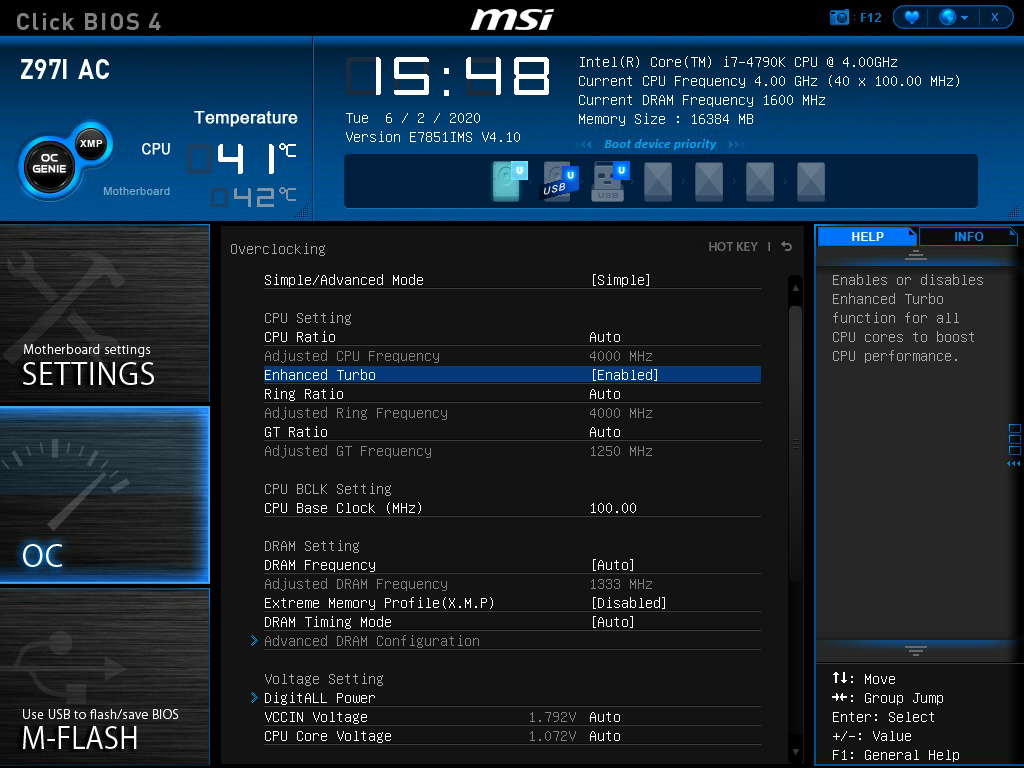 Click BIOS 4
msi
: F12
X
Z97I AC
15:48
Tue 6 / 2 / 2020
Version E7851IMS V4.10
Intel(R) Core(TM) i7-4790K CPU @ 4.00GHz
Current CPU Frequency 4.00 GHz (40 x 100.00 MHz)
Current DRAM Frequency 1600 MHz
Memory Size : 16384 MB
Temperature
XMP
OC GENIE
CPU 41°C
Motherboard 42°C
Boot device priority
U
USB U
USB U
Motherboard settings
SETTINGS
OC
Use USB to flash/save BIOS
M-FLASH
Overclocking
HOT KEY |
Simple/Advanced Mode [Simple]
CPU Setting
CPU Ratio Auto
Adjusted CPU Frequency 4000 MHz
Enhanced Turbo [Enabled]
Ring Ratio Auto
Adjusted Ring Frequency 4000 MHz
GT Ratio Auto
Adjusted GT Frequency 1250 MHz
CPU BCLK Setting
CPU Base Clock (MHz) 100.00
DRAM Setting
DRAM Frequency [Auto]
Adjusted DRAM Frequency 1333 MHz
Extreme Memory Profile(X.M.P) [Disabled]
DRAM Timing Mode [Auto]
> Advanced DRAM Configuration
Voltage Setting
> DigitALL Power
VCCIN Voltage 1.792V Auto
CPU Core Voltage 1.072V Auto
HELP
INFO
Enables or disables
Enhanced Turbo
function for all
CPU cores to boost
CPU performance.
↑↓: Move
→←: Group Jump
Enter: Select
+/-: Value
F1: General Help